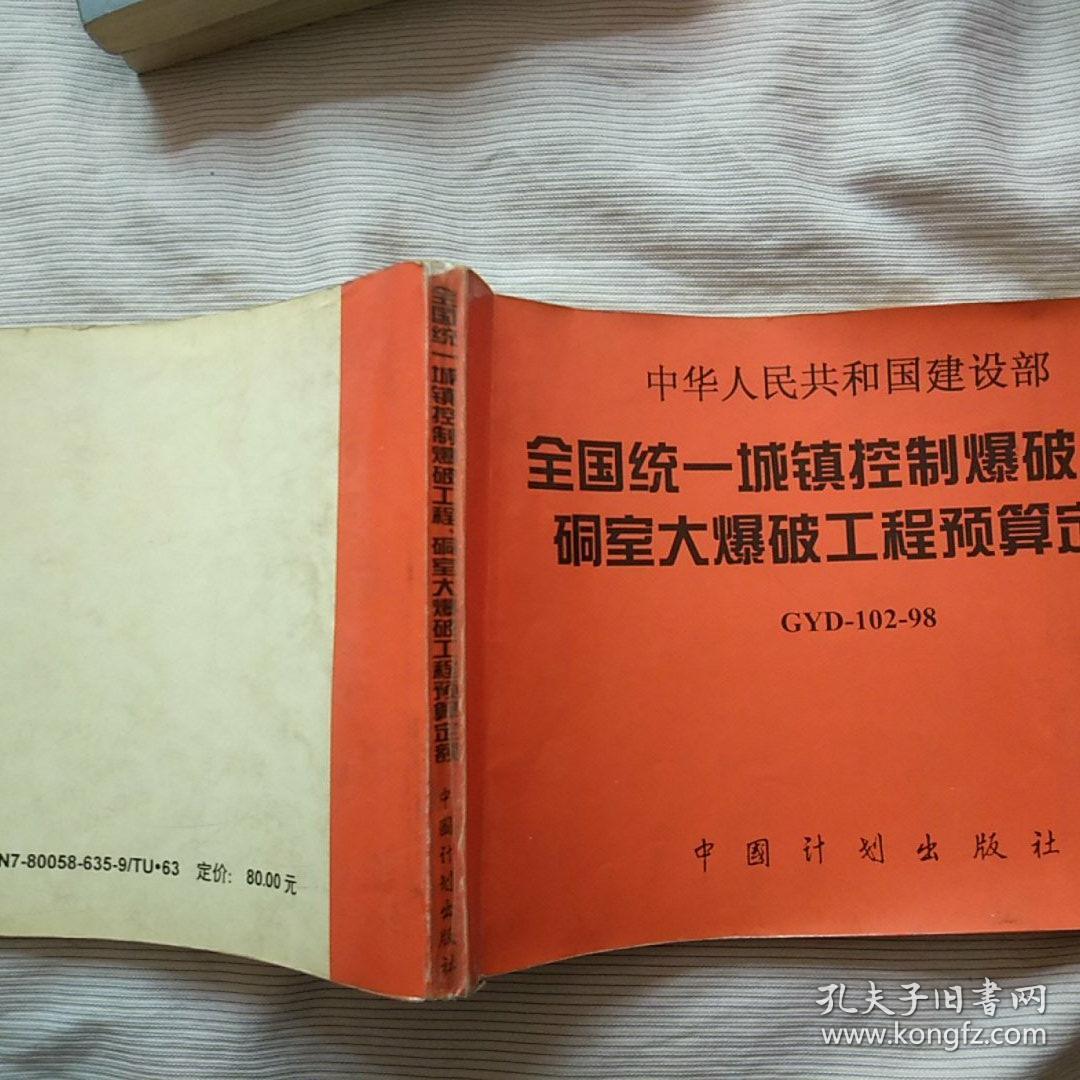 中华人民共和国建设部
全国统一城镇控制爆破
硐室大爆破工程预算定
GYD-102-98
中國计划出版社
全国统一城镇控制爆破工程、硐室大爆破工程预算定额
中國计划出版社
N7-80058-635-9/TU·63 定价: 80.00元
孔夫子旧書网
www.kongfz.com